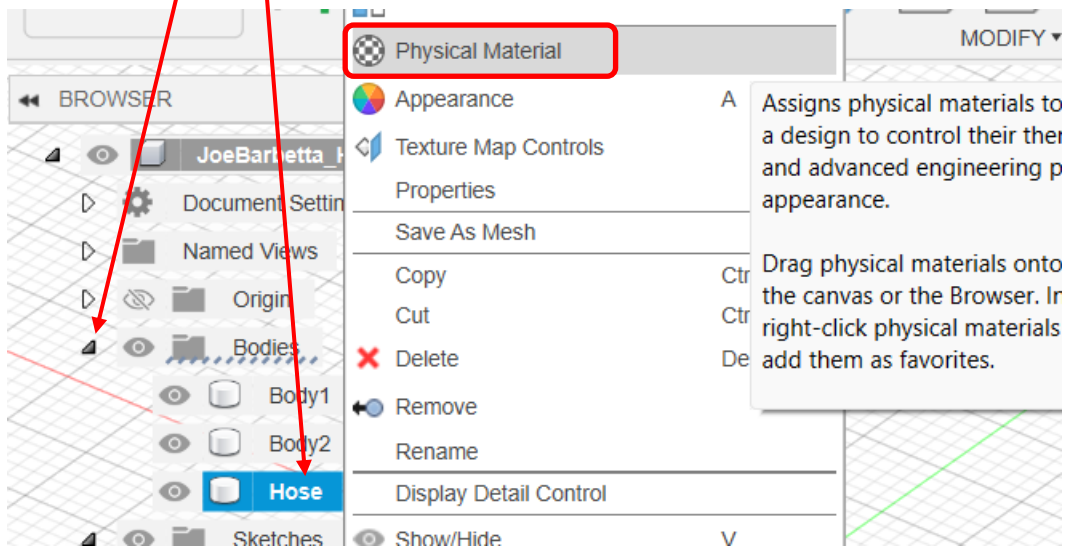 MODIFY ▾
Physical Material
BROWSER
Appearance A
Assigns physical materials to
a design to control their ther
and advanced engineering p
appearance.
JoeBarbetta_H
Texture Map Controls
Properties
Document Settin
Save As Mesh
Named Views
Copy Ctr
Drag physical materials onto
the canvas or the Browser. In
right-click physical materials
add them as favorites.
Origin
Cut Ctr
Bodies
Delete De
Body1
Remove
Body2
Rename
Hose
Display Detail Control
Sketches
Show/Hide V